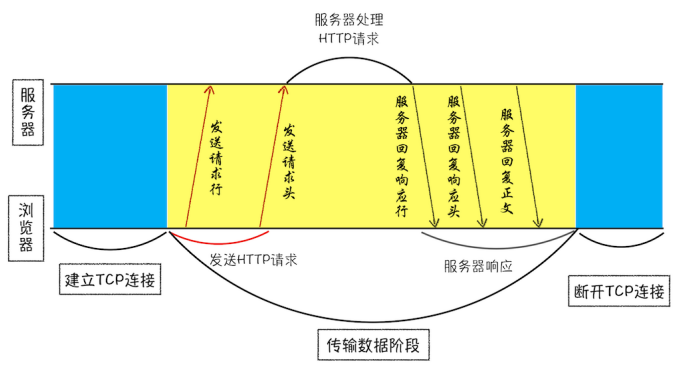 服务器处理
HTTP请求
服务器
发送请求行
发送请求头
服务器回复响应行
服务器回复响应头
服务器回复正文
浏览器
建立TCP连接
发送HTTP请求
服务器响应
断开TCP连接
传输数据阶段